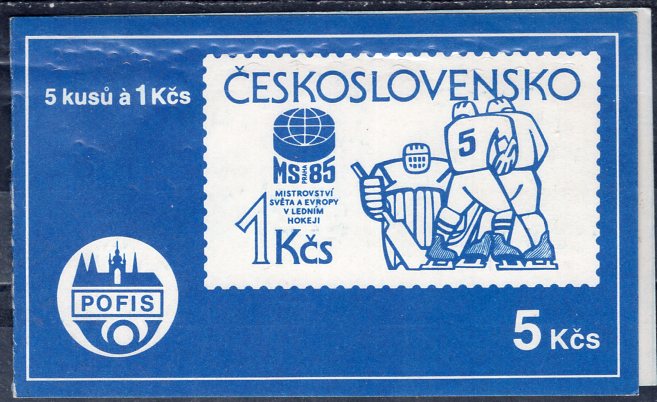 5 kusů à 1 Kčs
ČESKOSLOVENSKO
MS PRAHA 85
MISTROVSTVÍ
SVĚTA A EVROPY
V LEDNÍM
HOKEJI
1 Kčs
5
POFIS
5 Kčs